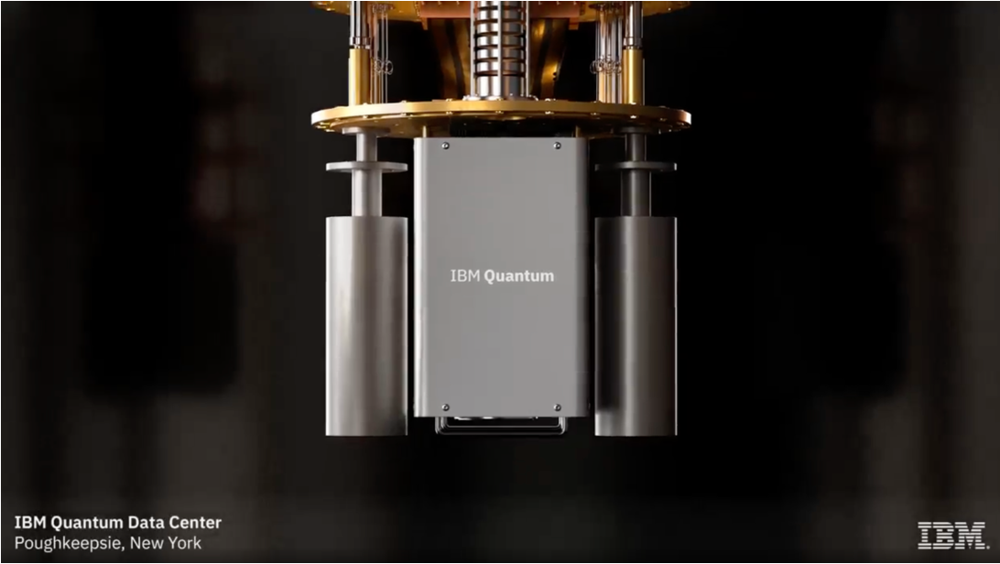 IBM Quantum
IBM Quantum Data Center
Poughkeepsie, New York
IBM.